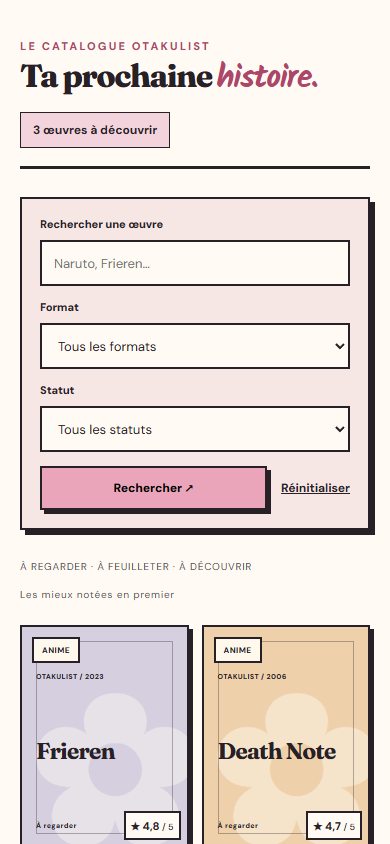 LE CATALOGUE OTAKULIST
Ta prochaine histoire.
3 œuvres à découvrir
Rechercher une œuvre
Naruto, Frieren…
Format
Tous les formats
Statut
Tous les statuts
Rechercher ↗
Réinitialiser
À REGARDER · À FEUILLETER · À DÉCOUVRIR
Les mieux notées en premier
ANIME
OTAKULIST / 2023
Frieren
À regarder
★ 4,8 / 5
ANIME
OTAKULIST / 2006
Death Note
À regarder
★ 4,7 / 5